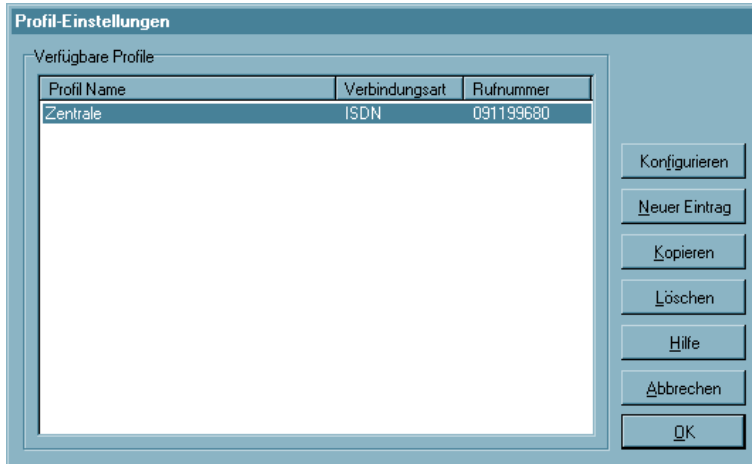 Profil-Einstellungen
Verfügbare Profile
Profil Name Verbindungsart Rufnummer
Zentrale ISDN 091199680
Konfigurieren
Neuer Eintrag
Kopieren
Löschen
Hilfe
Abbrechen
OK